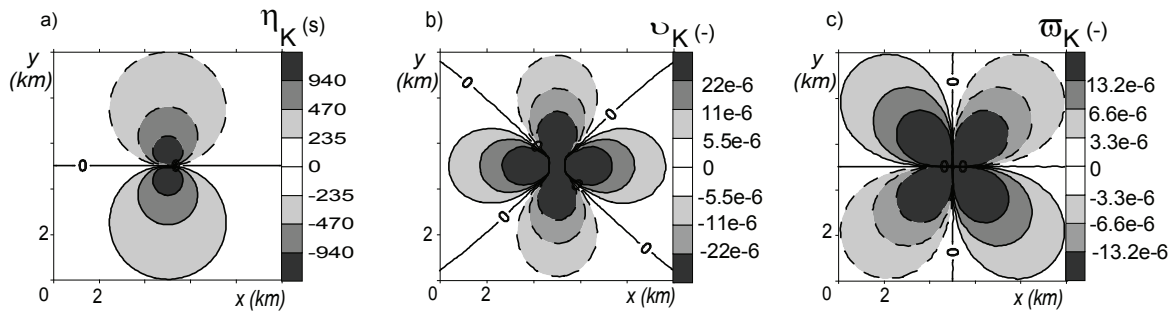 a) η_K (s)
y
(km)
940
470
235
0
-235
-470
-940
0
2
0 2 x (km)
b) υ_K (-)
22e-6
11e-6
5.5e-6
0
-5.5e-6
-11e-6
-22e-6
0
0
0
0
2
0 2 x (km)
c) ϖ_K (-)
y
(km)
13.2e-6
6.6e-6
3.3e-6
0
-3.3e-6
-6.6e-6
-13.2e-6
0
0 0
0
2
0 2 x (km)